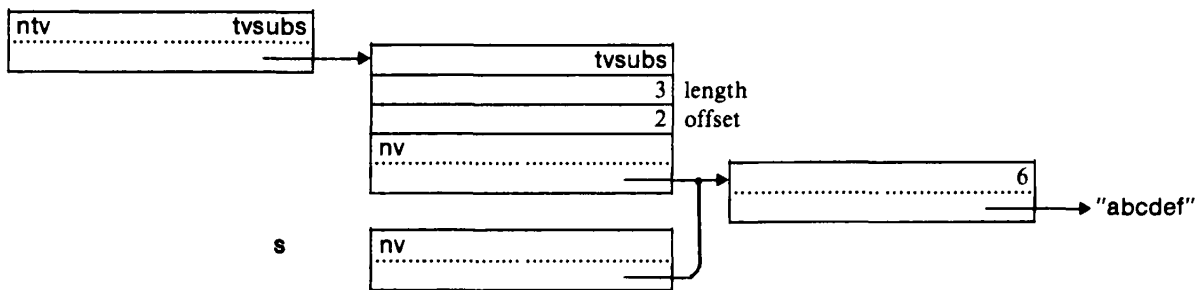 ntv tvsubs
tvsubs
3 length
2 offset
nv
6
"abcdef"
s nv